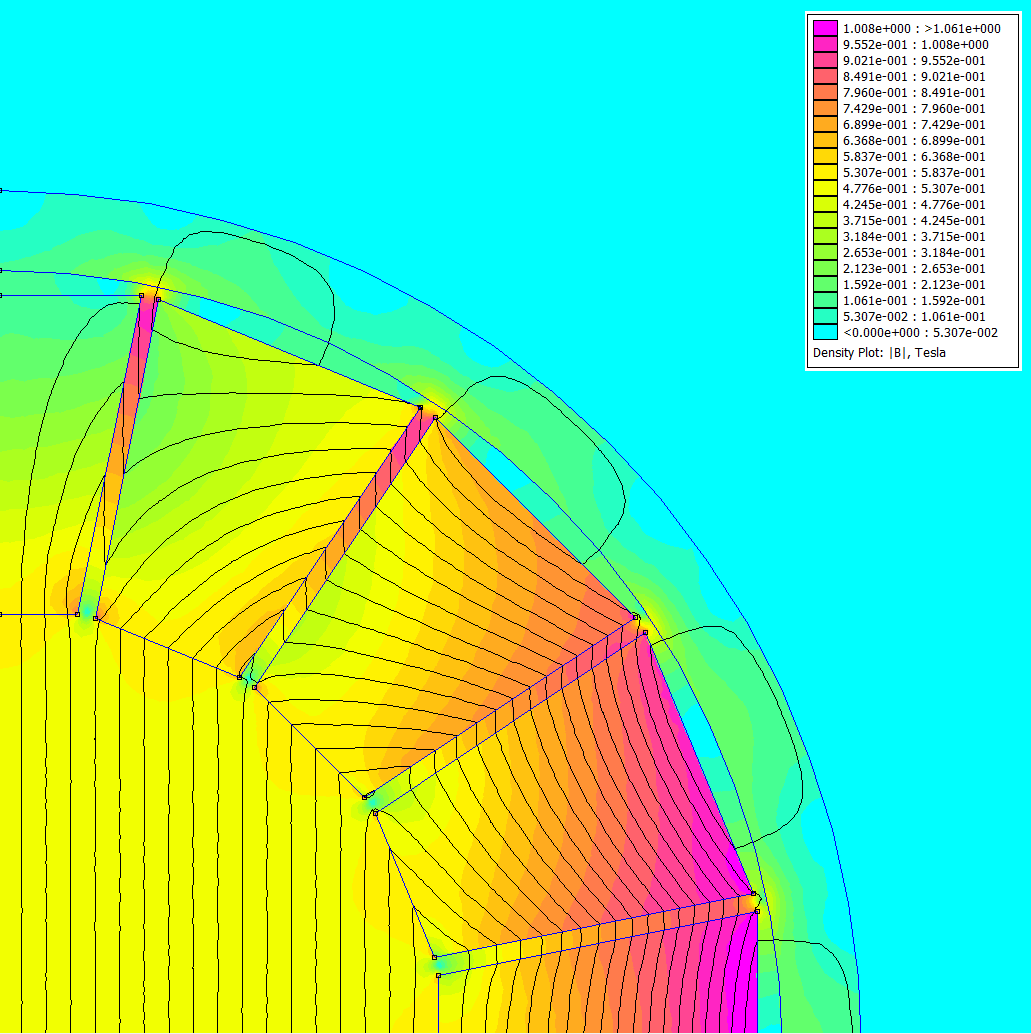 1.008e+000 : >1.061e+000
9.552e-001 : 1.008e+000
9.021e-001 : 9.552e-001
8.491e-001 : 9.021e-001
7.960e-001 : 8.491e-001
7.429e-001 : 7.960e-001
6.899e-001 : 7.429e-001
6.368e-001 : 6.899e-001
5.837e-001 : 6.368e-001
5.307e-001 : 5.837e-001
4.776e-001 : 5.307e-001
4.245e-001 : 4.776e-001
3.715e-001 : 4.245e-001
3.184e-001 : 3.715e-001
2.653e-001 : 3.184e-001
2.123e-001 : 2.653e-001
1.592e-001 : 2.123e-001
1.061e-001 : 1.592e-001
5.307e-002 : 1.061e-001
<0.000e+000 : 5.307e-002
Density Plot: |B|, Tesla